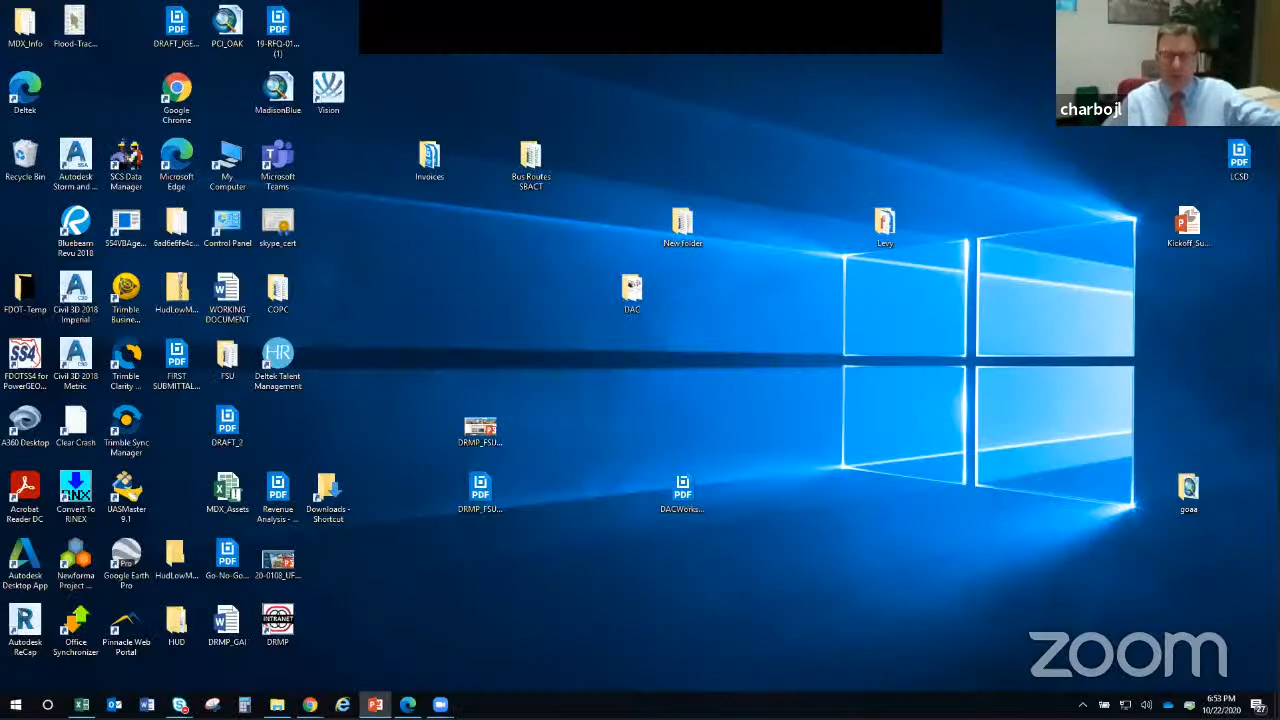 MDX_Info
Flood-Trac...
DRAFT_JGE...
PCI_OAK
19-RFQ-01...
(1)
charbojl
Deltek
Google
Chrome
MadisonBlue
Vision
Recycle Bin
Autodesk
Storm and ...
SCS Data
Manager
Microsoft
Edge
My
Computer
Microsoft
Teams
Invoices
Bus Routes
SBACT
LCSD
Bluebeam
Revu 2018
SS4VBAge...
6ad6e6fe4c...
Control Panel
skype_cert
New folder
Levy
Kickoff_Su...
FDOT-Temp
Civil 3D 2018
Imperial
Trimble
Busine...
HudLowM...
WORKING
DOCUMENT
COPC
DAC
FDOTSS4 for
PowerGEO...
Civil 3D 2018
Metric
Trimble
Clarity ...
FIRST
SUBMITTAL...
FSU
Deltek Talent
Management
A360 Desktop
Clear Crash
Trimble Sync
Manager
DRAFT_2
DRMP_FSU...
Acrobat
Reader DC
Convert To
RINEX
UASMaster
9.1
MDX_Assets
Revenue
Analysis - ...
Downloads -
Shortcut
DRMP_FSU...
DACWorks...
goaa
Autodesk
Desktop App
Newforma
Project ...
Google Earth
Pro
HudLowM...
Go-No-Go...
20-0108_UF...
Autodesk
ReCap
Office
Synchronizer
Pinnacle Web
Portal
HUD
DRMP_GAI
DRMP
zoom
6:53 PM
10/22/2020